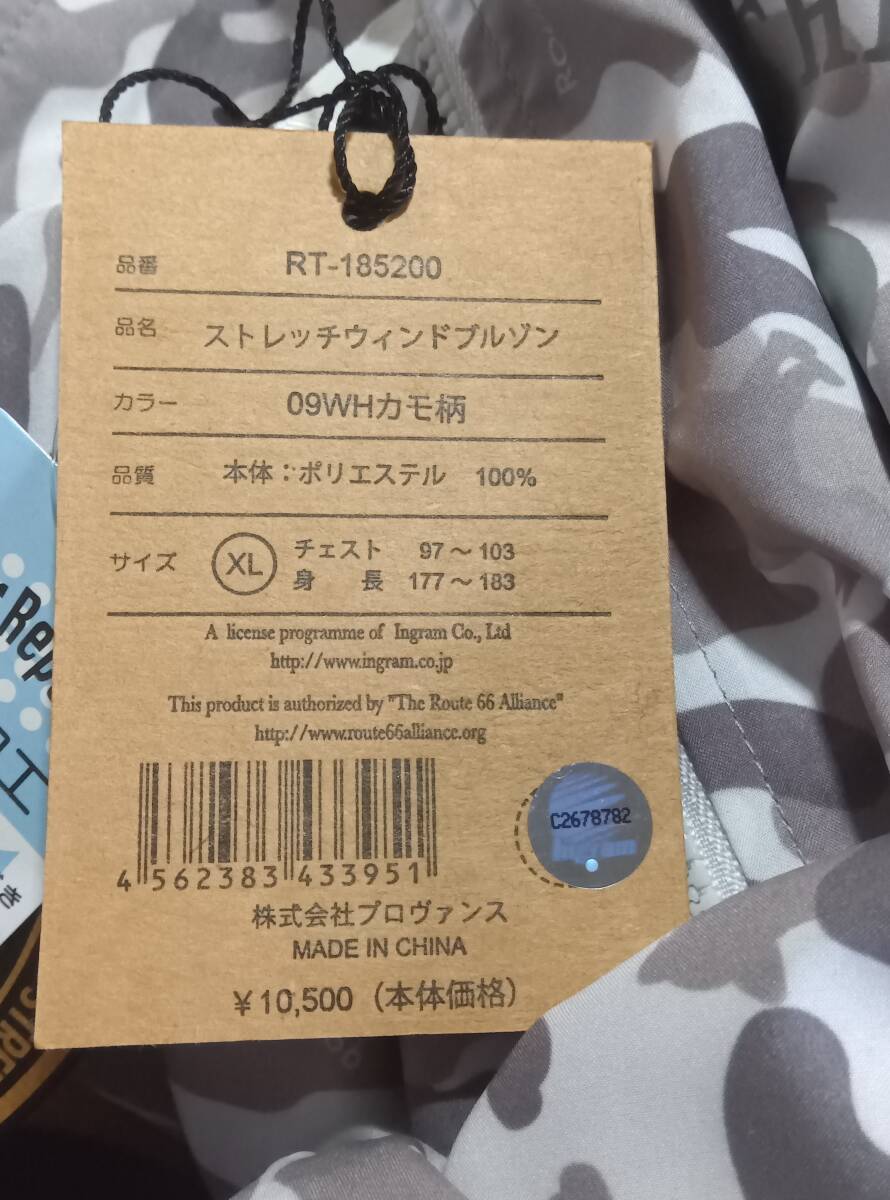 品番 RT-185200
品名 ストレッチウィンドブルゾン
カラー 09WHカモ柄
品質 本体：ポリエステル 100%
サイズ XL チェスト 97～103
身 長 177～183
A license programme of Ingram Co., Ltd
http://www.ingram.co.jp
This product is authorized by "The Route 66 Alliance"
http://www.route66alliance.org
C2678782
Ingram
4 562383 433951
株式会社プロヴァンス
MADE IN CHINA
￥10,500（本体価格）